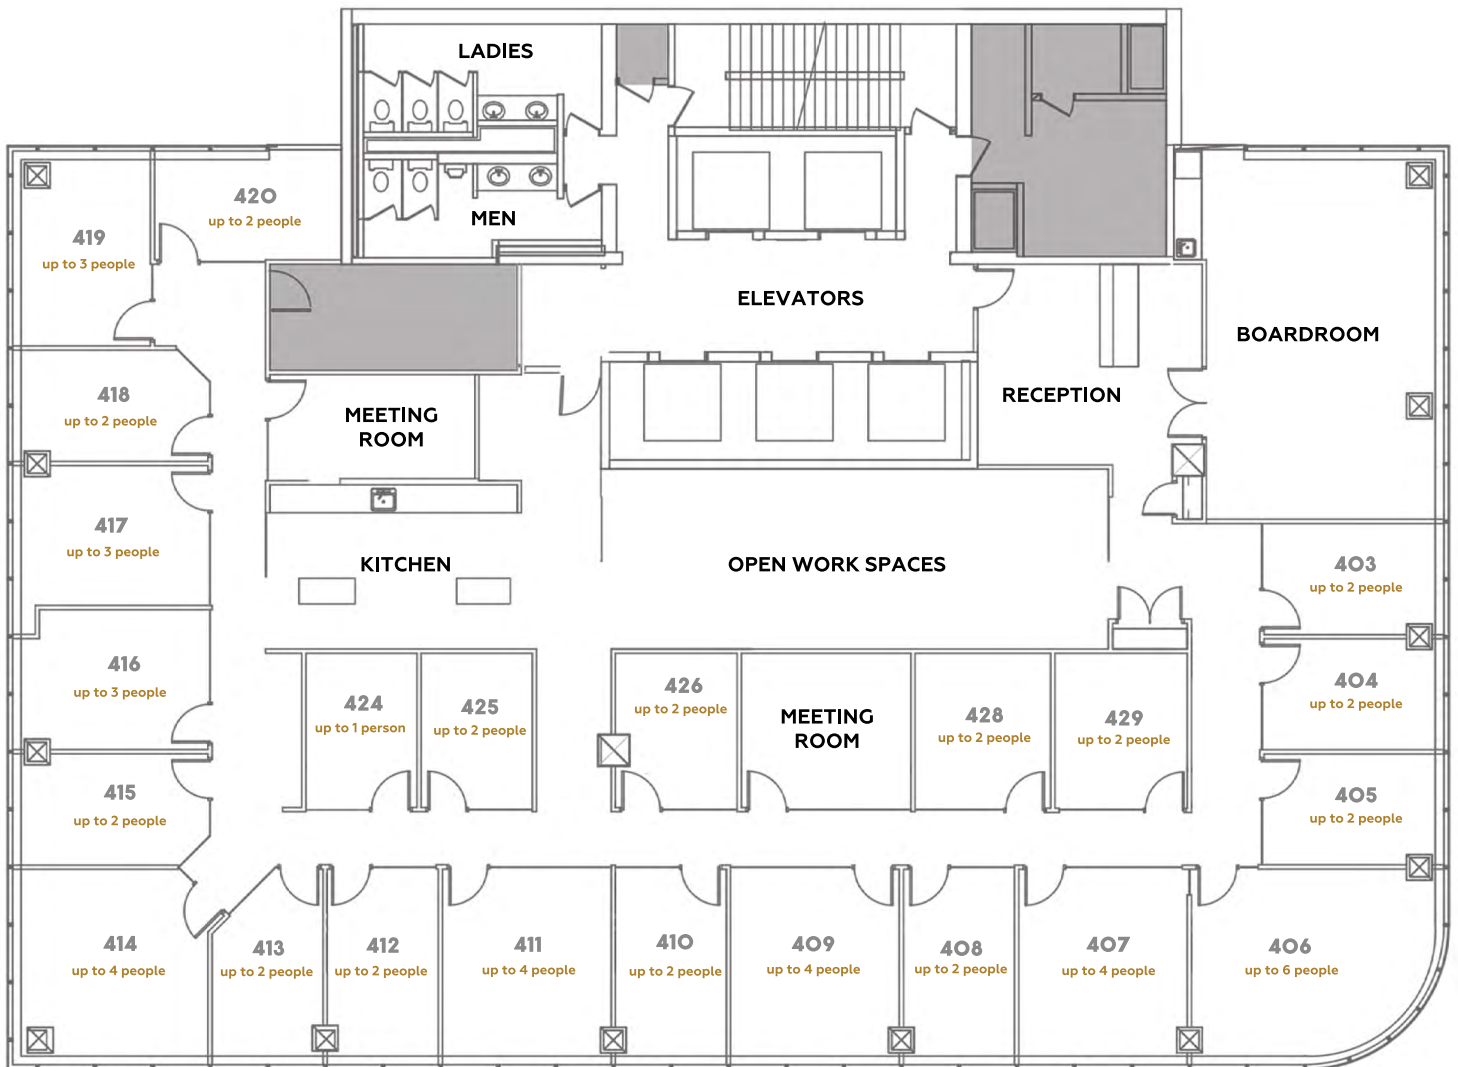 LADIES
MEN
420
up to 2 people
419
up to 3 people
ELEVATORS
BOARDROOM
418
up to 2 people
MEETING
ROOM
RECEPTION
417
up to 3 people
KITCHEN
OPEN WORK SPACES
403
up to 2 people
416
up to 3 people
424
up to 1 person
425
up to 2 people
426
up to 2 people
MEETING
ROOM
428
up to 2 people
429
up to 2 people
404
up to 2 people
415
up to 2 people
405
up to 2 people
414
up to 4 people
413
up to 2 people
412
up to 2 people
411
up to 4 people
410
up to 2 people
409
up to 4 people
408
up to 2 people
407
up to 4 people
406
up to 6 people